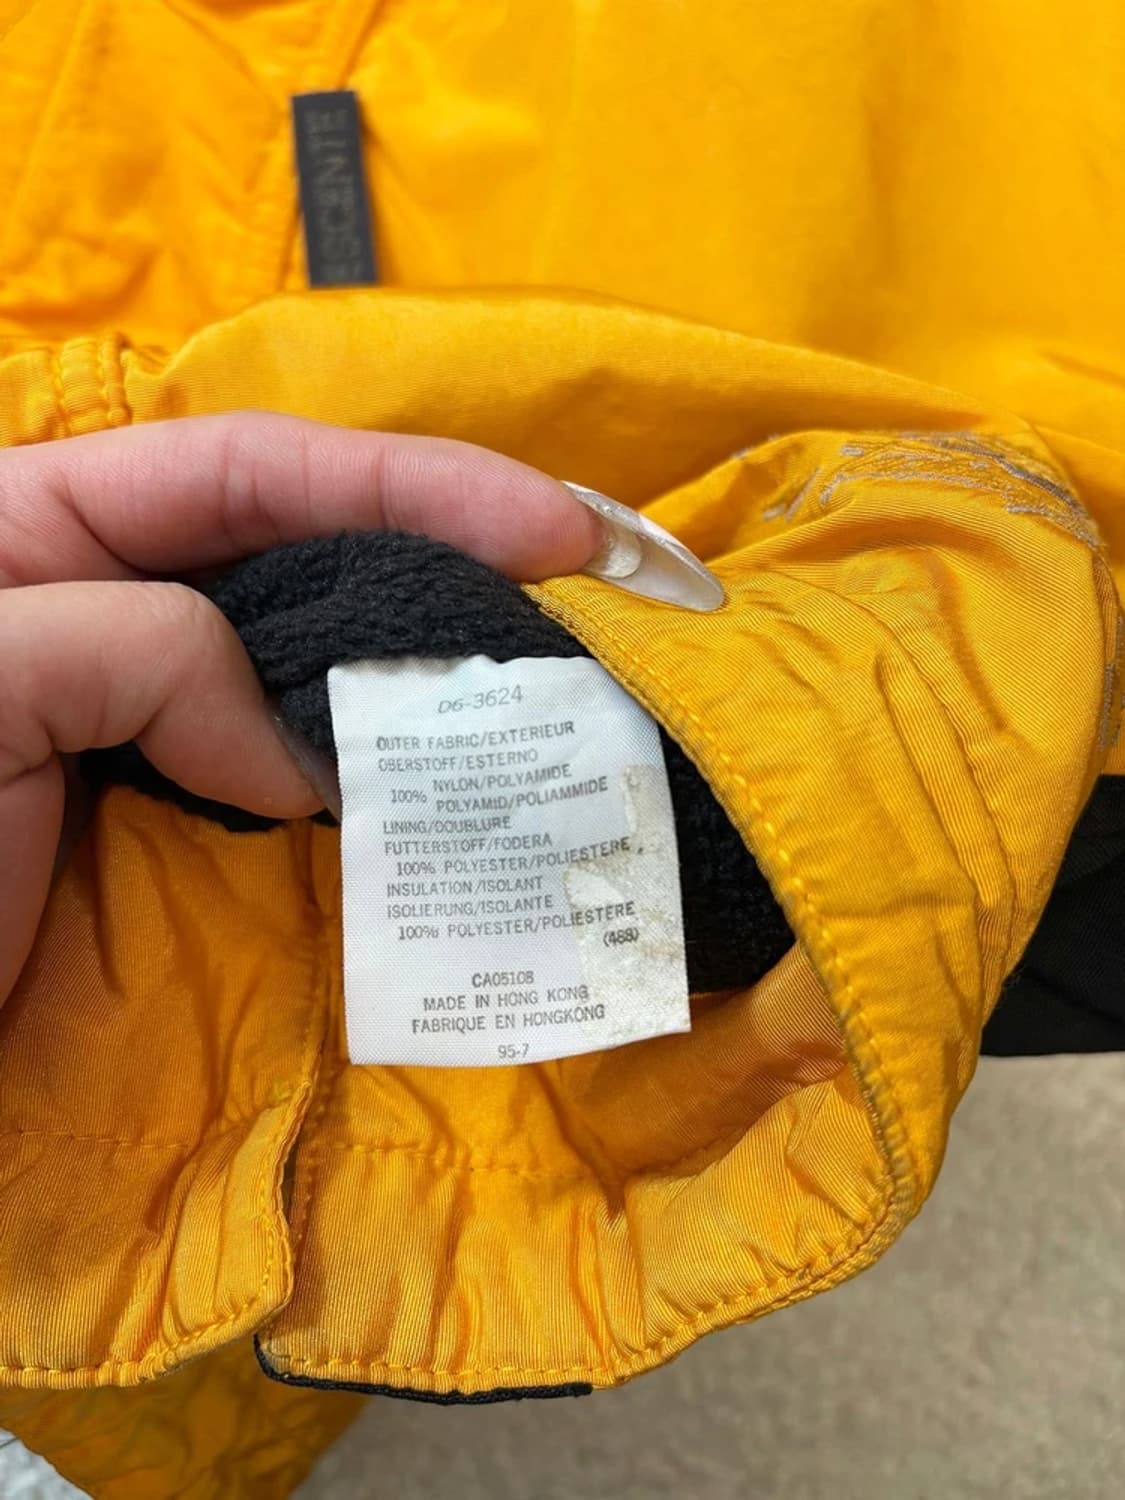 ESCENTE
D6-3624
OUTER FABRIC/EXTERIEUR
OBERSTOFF/ESTERNO
NYLON/POLYAMIDE
100% POLYAMID/POLIAMMIDE
LINING/DOUBLURE
FUTTERSTOFF/FODERA
100% POLYESTER/POLIESTERE
INSULATION/ISOLANT
ISOLIERUNG/ISOLANTE
100% POLYESTER/POLIESTERE
(488)
CA05108
MADE IN HONG KONG
FABRIQUE EN HONGKONG
95-7